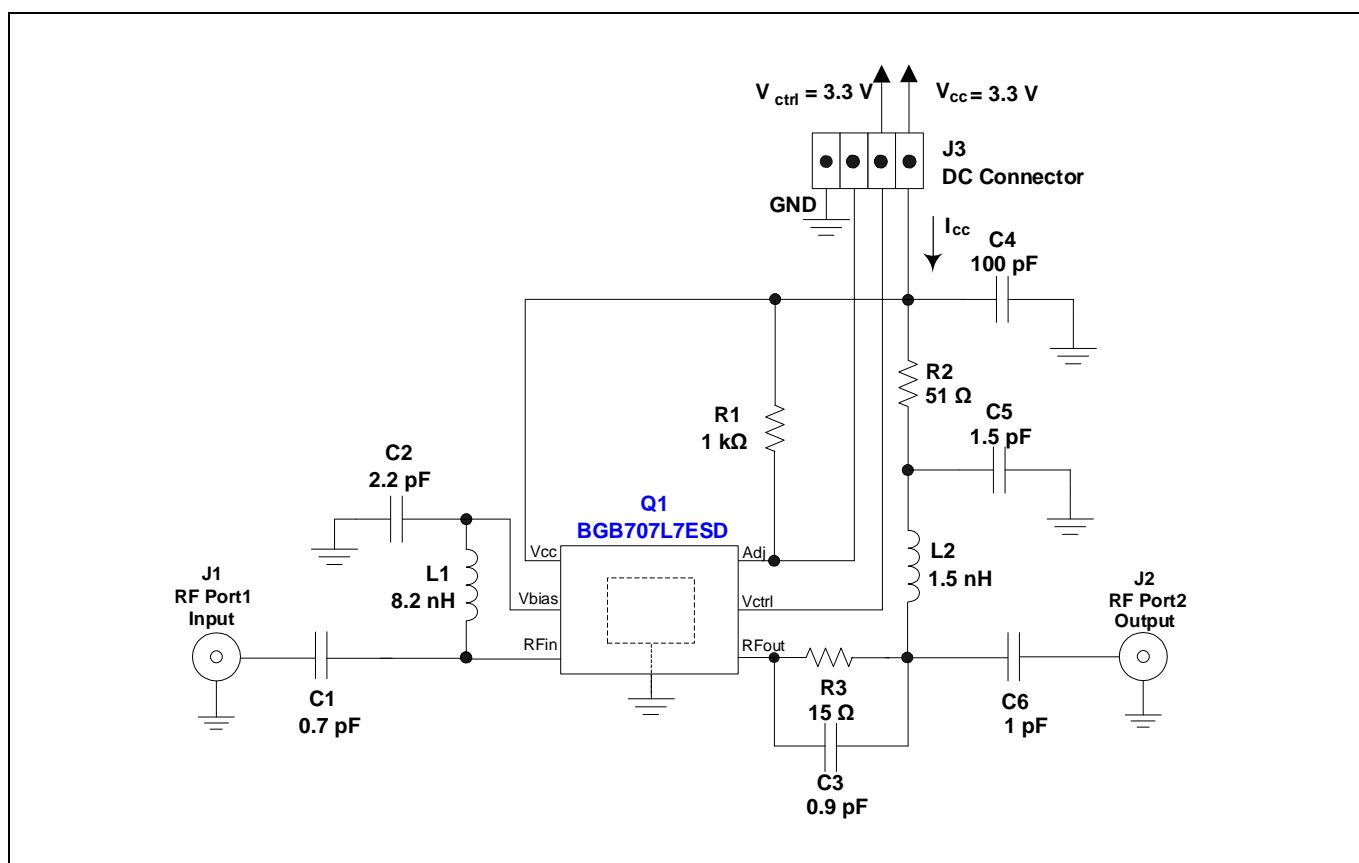 V ctrl = 3.3 V
Vcc = 3.3 V
J3
DC Connector
GND
Icc
C4
100 pF
R2
51 Ω
R1
1 kΩ
C5
1.5 pF
C2
2.2 pF
Q1
BGB707L7ESD
Vcc
Adj
L1
8.2 nH
L2
1.5 nH
Vbias
Vctrl
J1
RF Port1
Input
J2
RF Port2
Output
RFin
RFout
C1
0.7 pF
R3
15 Ω
C6
1 pF
C3
0.9 pF